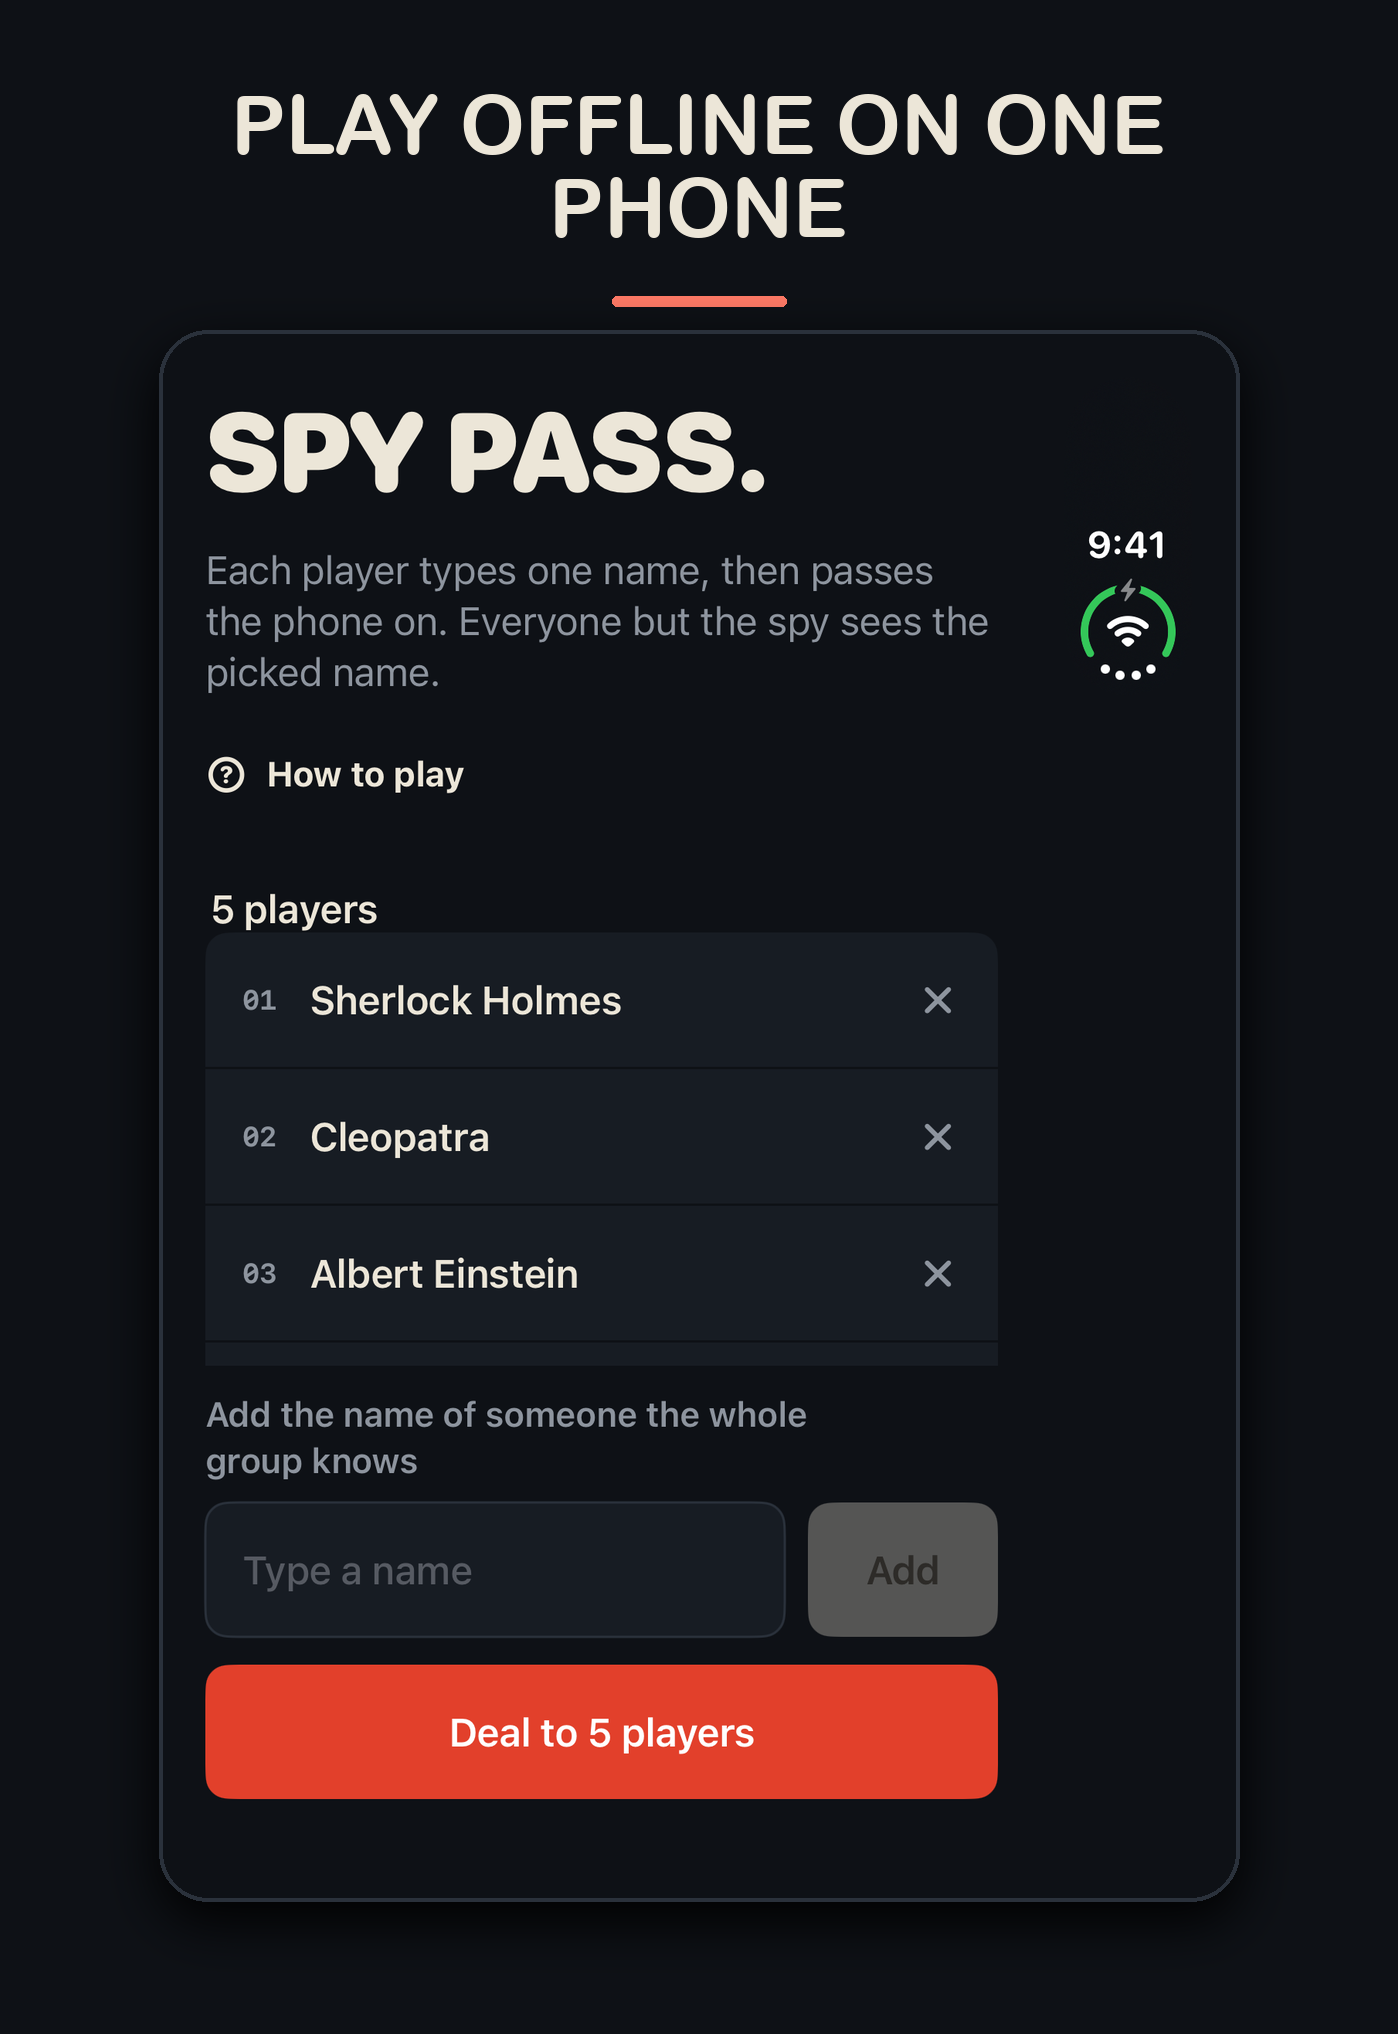 PLAY OFFLINE ON ONE
PHONE
SPY PASS.
9:41
Each player types one name, then passes
the phone on. Everyone but the spy sees the
picked name.
How to play
5 players
01 Sherlock Holmes
02 Cleopatra
03 Albert Einstein
Add the name of someone the whole
group knows
Type a name
Add
Deal to 5 players